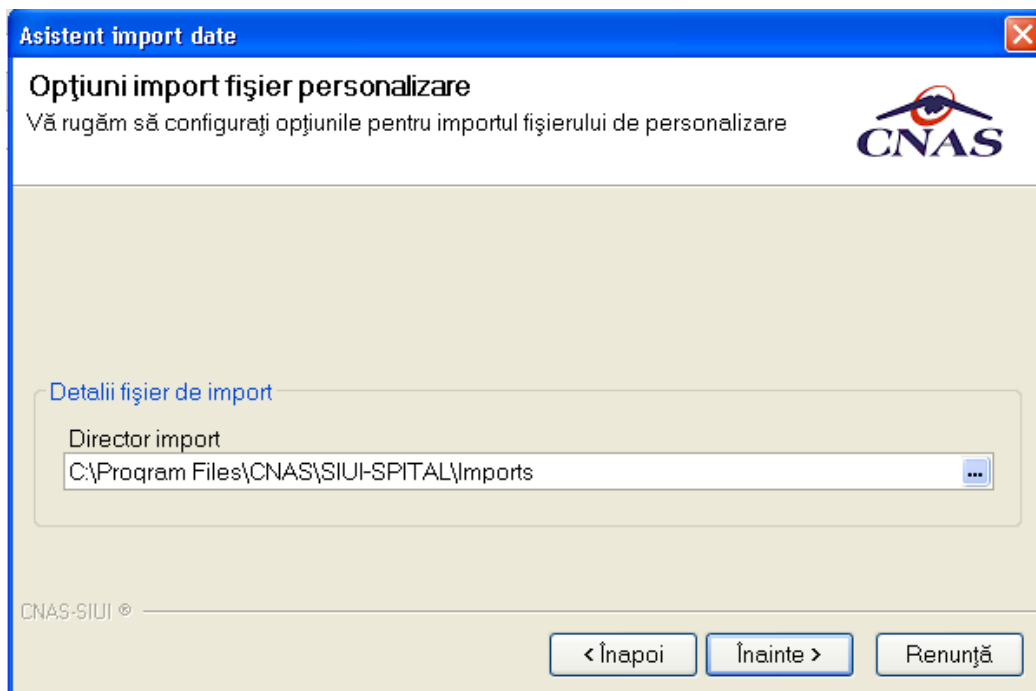 Asistent import date
Opţiuni import fişier personalizare
Vă rugăm să configuraţi opţiunile pentru importul fişierului de personalizare
CNAS
Detalii fişier de import
Director import
C:\Program Files\CNAS\SIUI-SPITAL\Imports
...
CNAS-SIUI ®
< Înapoi
Înainte >
Renunţă